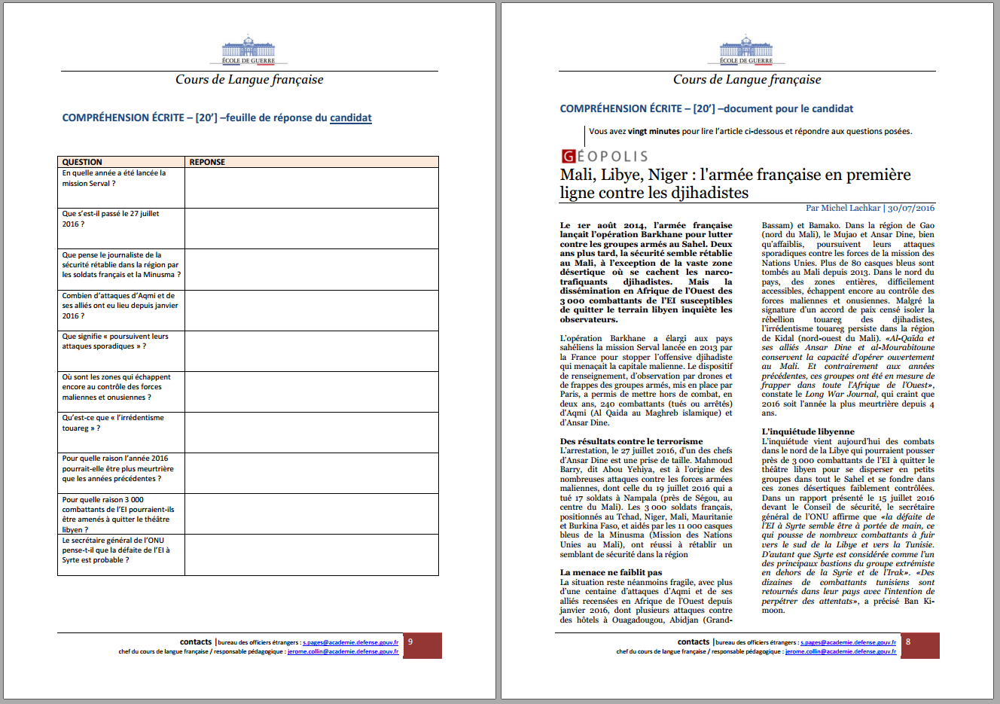 ÉCOLE DE GUERRE
Cours de Langue française
COMPRÉHENSION ÉCRITE – [20’] –feuille de réponse du candidat
QUESTION REPONSE
En quelle année a été lancée la
mission Serval ?
Que s’est-il passé le 27 juillet
2016 ?
Que pense le journaliste de la
sécurité rétablie dans la région par
les soldats français et la Minusma ?
Combien d’attaques d’Aqmi et de
ses alliés ont eu lieu depuis janvier
2016 ?
Que signifie « poursuivent leurs
attaques sporadiques » ?
Où sont les zones qui échappent
encore au contrôle des forces
maliennes et onusiennes ?
Qu’est-ce que « l’irrédentisme
touareg » ?
Pour quelle raison l’année 2016
pourrait-elle être plus meurtrière
que les années précédentes ?
Pour quelle raison 3 000
combattants de l’EI pourraient-ils
être amenés à quitter le théâtre
libyen ?
Le secrétaire général de l’ONU
pense-t-il que la défaite de l’EI à
Syrte est probable ?
contacts |bureau des officiers étrangers : s.pages@academie.defense.gouv.fr 9
chef du cours de langue française / responsable pédagogique : jerome.collin@academie.defense.gouv.fr
ÉCOLE DE GUERRE
Cours de Langue française
COMPRÉHENSION ÉCRITE – [20’] –document pour le candidat
Vous avez vingt minutes pour lire l’article ci-dessous et répondre aux questions posées.
GÉOPOLIS
Mali, Libye, Niger : l’armée française en première
ligne contre les djihadistes
Par Michel Lachkar | 30/07/2016
Le 1er août 2014, l’armée française
lançait l’opération Barkhane pour lutter
contre les groupes armés au Sahel. Deux
ans plus tard, la sécurité semble rétablie
au Mali, à l’exception de la vaste zone
désertique où se cachent les narco-
trafiquants djihadistes. Mais la
dissémination en Afrique de l’Ouest des
3 000 combattants de l’EI susceptibles
de quitter le terrain libyen inquiète les
observateurs.
L’opération Barkhane a élargi aux pays
sahéliens la mission Serval lancée en 2013 par
la France pour stopper l’offensive djihadiste
qui menaçait la capitale malienne. Le dispositif
de renseignement, d’observation par drones et
de frappes des groupes armés, mis en place par
Paris, a permis de mettre hors de combat, en
deux ans, 240 combattants (tués ou arrêtés)
d’Aqmi (Al Qaida au Maghreb islamique) et
d’Ansar Dine.
Des résultats contre le terrorisme
L’arrestation, le 27 juillet 2016, d’un des chefs
d’Ansar Dine est une prise de taille. Mahmoud
Barry, dit Abou Yehiya, est à l’origine des
nombreuses attaques contre les forces armées
maliennes, dont celle du 19 juillet 2016 qui a
tué 17 soldats à Nampala (près de Ségou, au
centre du Mali). Les 3 000 soldats français,
positionnés au Tchad, Niger, Mali, Mauritanie
et Burkina Faso, et aidés par les 11 000 casques
bleus de la Minusma (Mission des Nations
Unies au Mali), ont réussi à rétablir un
semblant de sécurité dans la région
La menace ne faiblit pas
La situation reste néanmoins fragile, avec plus
d’une centaine d’attaques d’Aqmi et de ses
alliés recensées en Afrique de l’Ouest depuis
janvier 2016, dont plusieurs attaques contre
des hôtels à Ouagadougou, Abidjan (Grand-
Bassam) et Bamako. Dans la région de Gao
(nord du Mali), le Mujao et Ansar Dine, bien
qu’affaiblis, poursuivent leurs attaques
sporadiques contre les forces de la mission des
Nations Unies. Plus de 80 casques bleus sont
tombés au Mali depuis 2013. Dans le nord du
pays, des zones entières, difficilement
accessibles, échappent encore au contrôle des
forces maliennes et onusiennes. Malgré la
signature d’un accord de paix censé isoler la
rébellion touareg des djihadistes,
l’irrédentisme touareg persiste dans la région
de Kidal (nord-ouest du Mali). «Al-Qaïda et
ses alliés Ansar Dine et al-Mourabitoune
conservent la capacité d’opérer ouvertement
au Mali. Et contrairement aux années
précédentes, ces groupes ont été en mesure de
frapper dans toute l’Afrique de l’Ouest»,
constate le Long War Journal, qui craint que
2016 soit l’année la plus meurtrière depuis 4
ans.
L’inquiétude libyenne
L’inquiétude vient aujourd’hui des combats
dans le nord de la Libye qui pourraient pousser
près de 3 000 combattants de l’EI à quitter le
théâtre libyen pour se disperser en petits
groupes dans tout le Sahel et se fondre dans
ces zones désertiques faiblement contrôlées.
Dans un rapport présenté le 15 juillet 2016
devant le Conseil de sécurité, le secrétaire
général de l’ONU affirme que «la défaite de
l’EI à Syrte semble être à portée de main, ce
qui pousse de nombreux combattants à fuir
vers le sud de la Libye et vers la Tunisie.
D’autant que Syrte est considérée comme l’un
des principaux bastions du groupe extrémiste
en dehors de la Syrie et de l’Irak». «Des
dizaines de combattants tunisiens sont
retournés dans leur pays avec l’intention de
perpétrer des attentats», a précisé Ban Ki-
moon.
contacts |bureau des officiers étrangers : s.pages@academie.defense.gouv.fr 8
chef du cours de langue française / responsable pédagogique : jerome.collin@academie.defense.gouv.fr